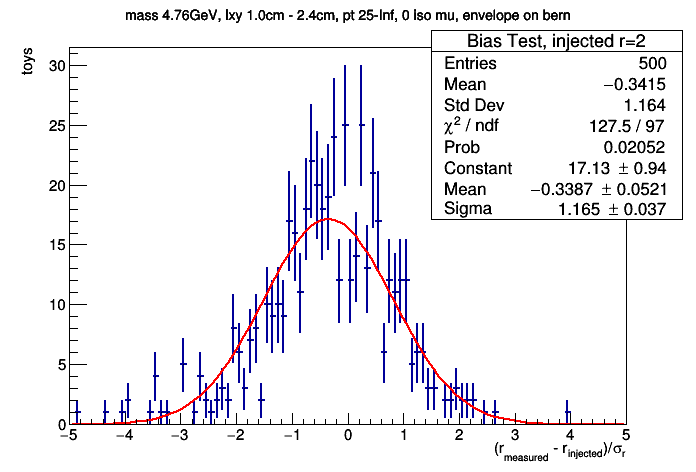 mass 4.76GeV, lxy 1.0cm - 2.4cm, pt 25-Inf, 0 Iso mu, envelope on bern
toys
Bias Test, injected r=2
Entries 500
Mean −0.3415
Std Dev 1.164
χ² / ndf 127.5 / 97
Prob 0.02052
Constant 17.13 ± 0.94
Mean −0.3387 ± 0.0521
Sigma 1.165 ± 0.037
30
25
20
15
10
5
0
−5 −4 −3 −2 −1 0 1 2 3 4 5
(r_measured - r_injected)/σ_r